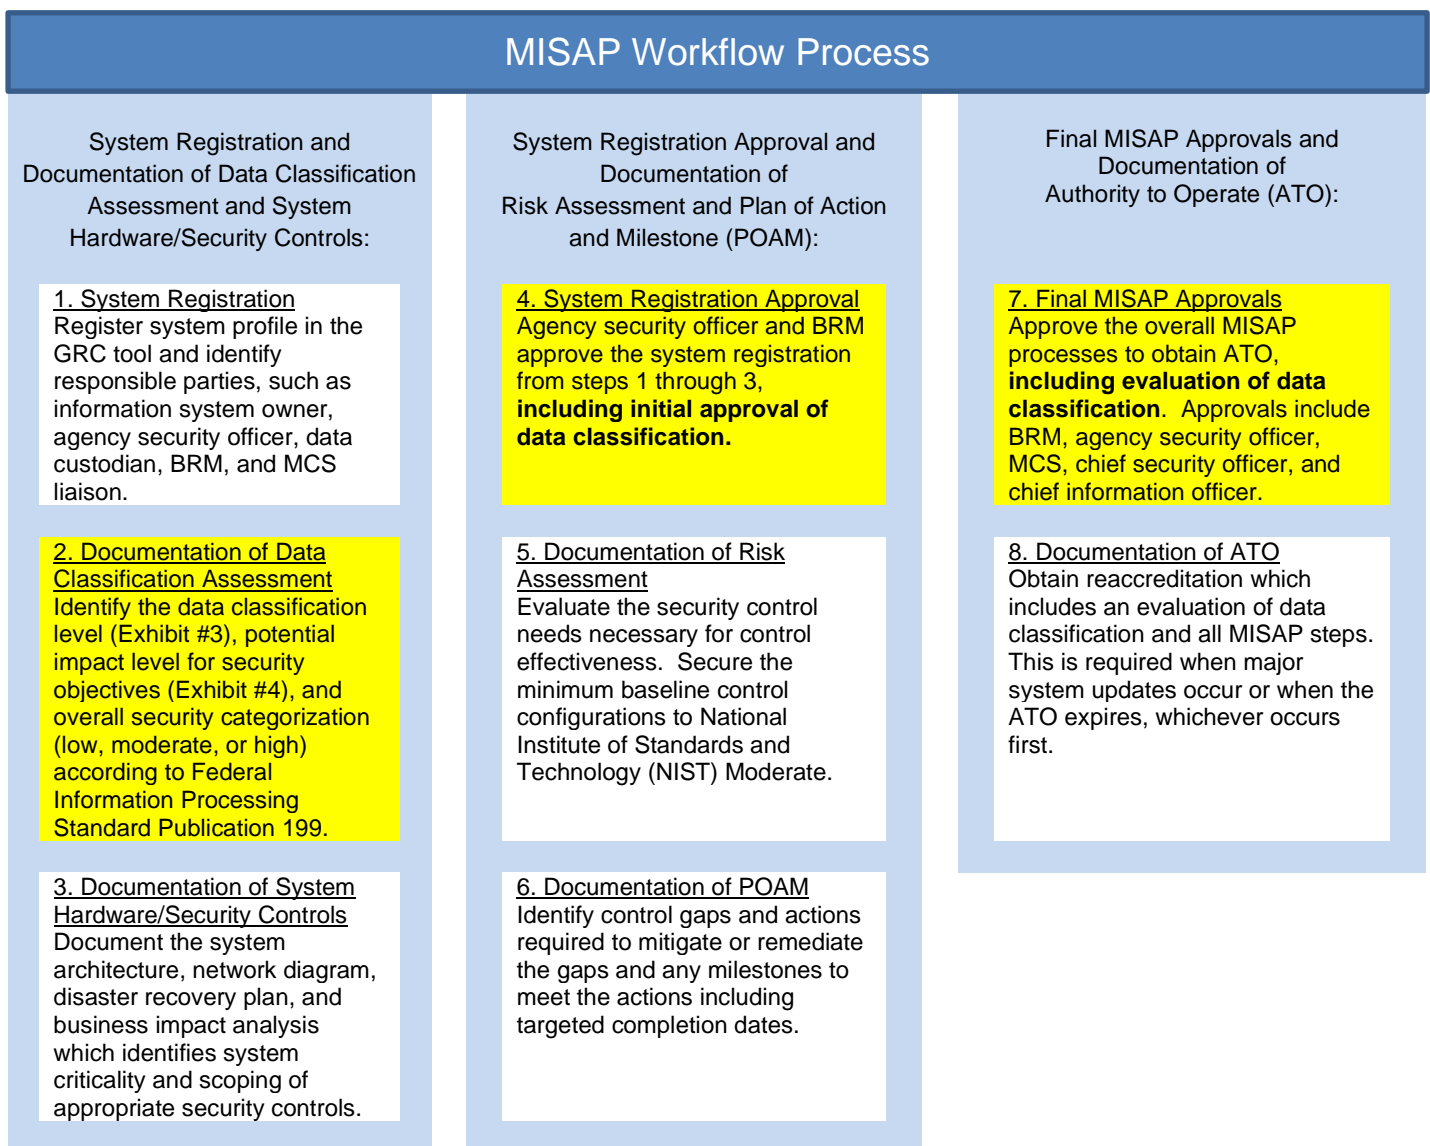 MISAP Workflow Process
System Registration and
Documentation of Data Classification
Assessment and System
Hardware/Security Controls:
1. System Registration
Register system profile in the
GRC tool and identify
responsible parties, such as
information system owner,
agency security officer, data
custodian, BRM, and MCS
liaison.
2. Documentation of Data
Classification Assessment
Identify the data classification
level (Exhibit #3), potential
impact level for security
objectives (Exhibit #4), and
overall security categorization
(low, moderate, or high)
according to Federal
Information Processing
Standard Publication 199.
3. Documentation of System
Hardware/Security Controls
Document the system
architecture, network diagram,
disaster recovery plan, and
business impact analysis
which identifies system
criticality and scoping of
appropriate security controls.
System Registration Approval and
Documentation of
Risk Assessment and Plan of Action
and Milestone (POAM):
4. System Registration Approval
Agency security officer and BRM
approve the system registration
from steps 1 through 3,
including initial approval of
data classification.
5. Documentation of Risk
Assessment
Evaluate the security control
needs necessary for control
effectiveness.  Secure the
minimum baseline control
configurations to National
Institute of Standards and
Technology (NIST) Moderate.
6. Documentation of POAM
Identify control gaps and actions
required to mitigate or remediate
the gaps and any milestones to
meet the actions including
targeted completion dates.
Final MISAP Approvals and
Documentation of
Authority to Operate (ATO):
7. Final MISAP Approvals
Approve the overall MISAP
processes to obtain ATO,
including evaluation of data
classification.  Approvals include
BRM, agency security officer,
MCS, chief security officer, and
chief information officer.
8. Documentation of ATO
Obtain reaccreditation which
includes an evaluation of data
classification and all MISAP steps.
This is required when major
system updates occur or when the
ATO expires, whichever occurs
first.